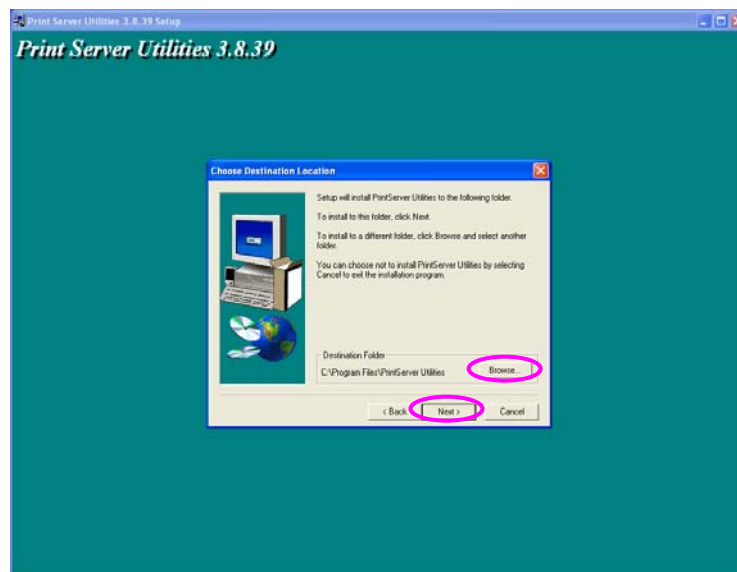 Print Server Utilities 3.8.39 Setup
Print Server Utilities 3.8.39
Choose Destination Location
Setup will install PrintServer Utilities to the following folder.
To install to this folder, click Next.
To install to a different folder, click Browse and select another
folder.
You can choose not to install PrintServer Utilities by selecting
Cancel to exit the installation program.
Destination Folder
C:\Program Files\PrintServer Utilities
Browse...
< Back
Next >
Cancel